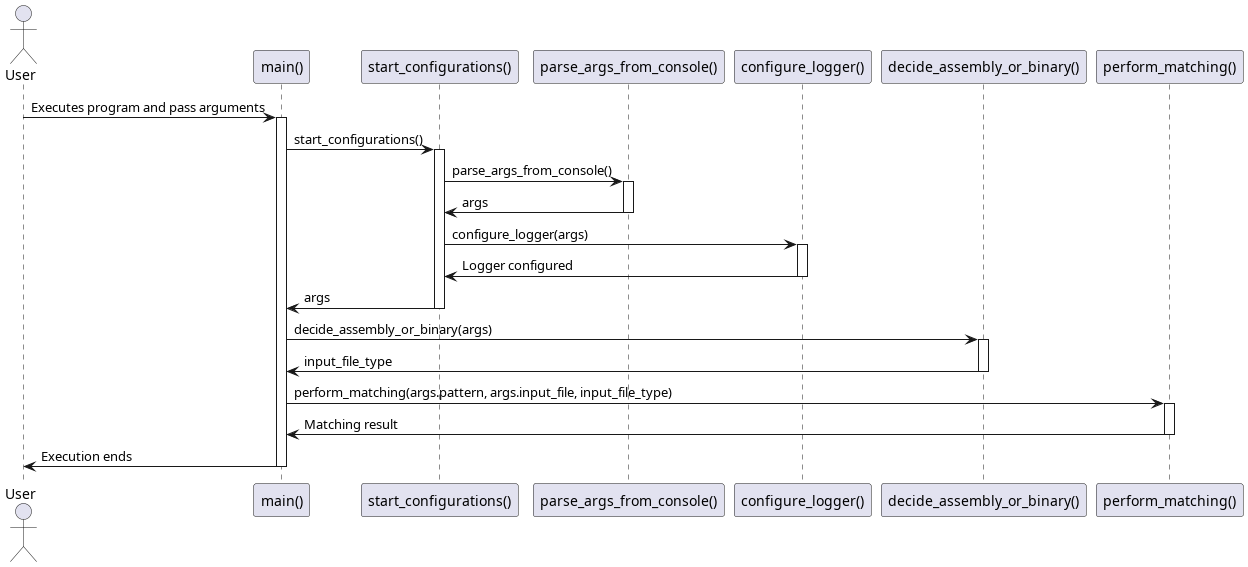 User
main()
start_configurations()
parse_args_from_console()
configure_logger()
decide_assembly_or_binary()
perform_matching()
Executes program and pass arguments
start_configurations()
parse_args_from_console()
args
configure_logger(args)
Logger configured
args
decide_assembly_or_binary(args)
input_file_type
perform_matching(args.pattern, args.input_file, input_file_type)
Matching result
Execution ends
User
main()
start_configurations()
parse_args_from_console()
configure_logger()
decide_assembly_or_binary()
perform_matching()